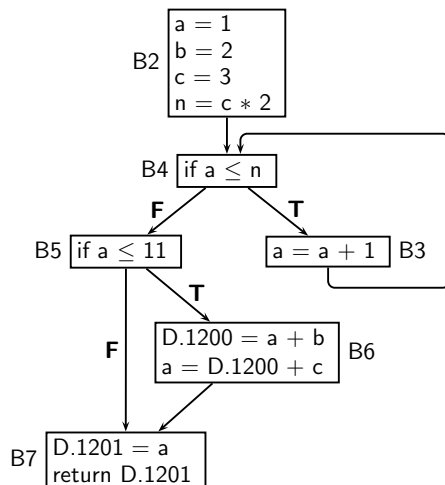 B2
a = 1
b = 2
c = 3
n = c * 2
B4
if a ≤ n
F
T
B5
if a ≤ 11
a = a + 1
B3
T
F
D.1200 = a + b
a = D.1200 + c
B6
B7
D.1201 = a
return D.1201